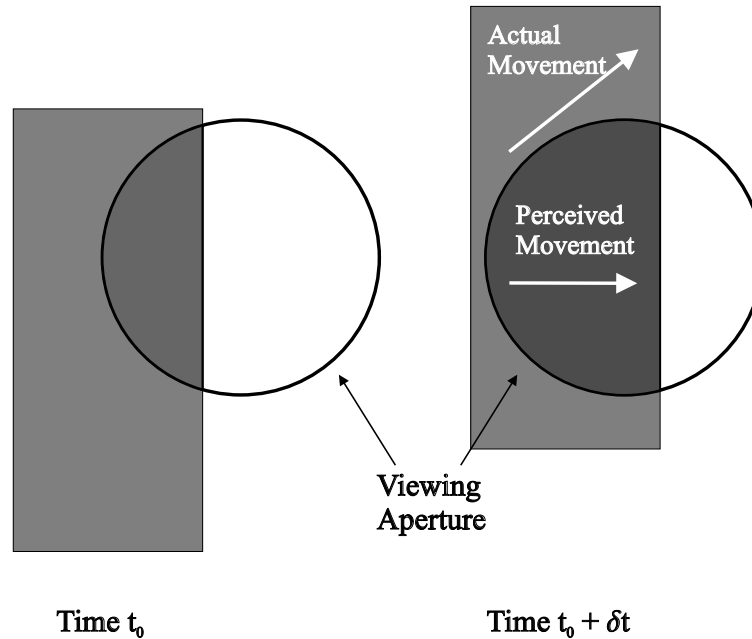 Actual
Movement
Perceived
Movement
Viewing
Aperture
Time t₀
Time t₀ + δt